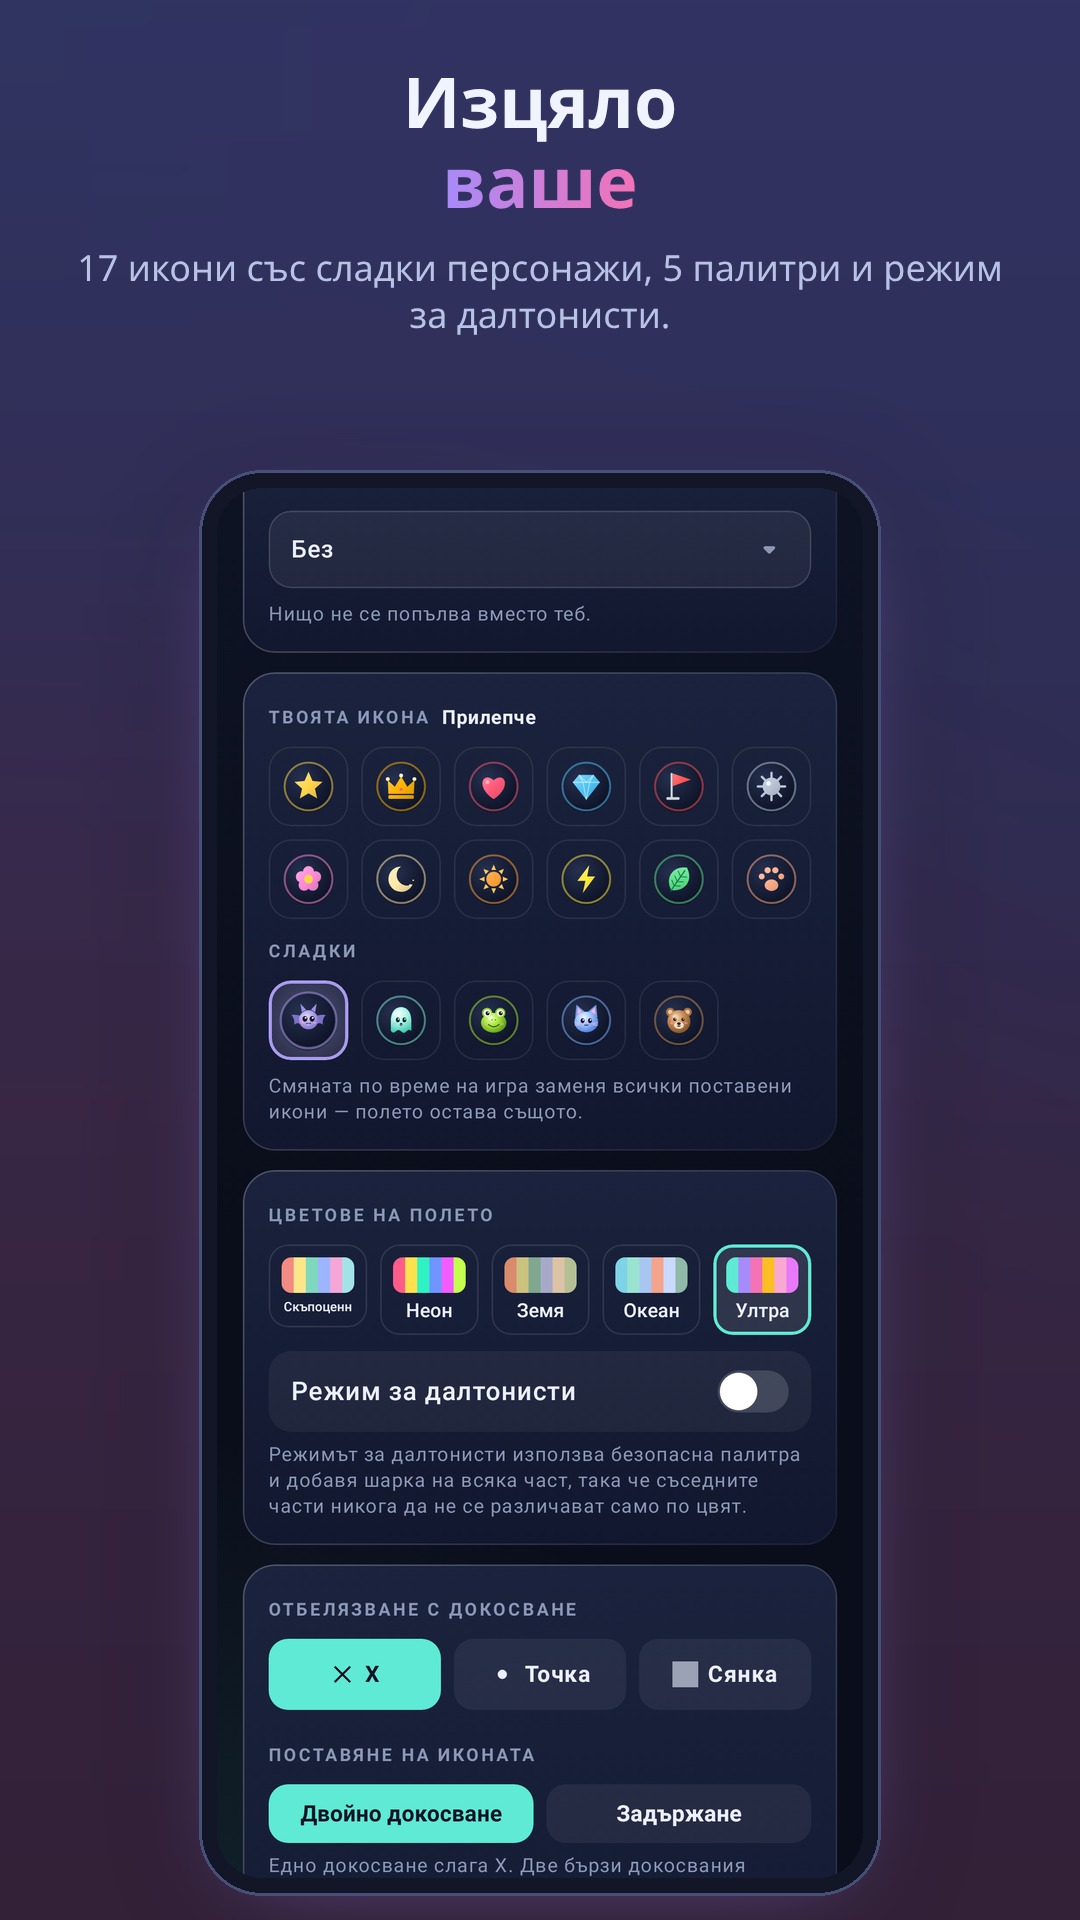 Изцяло
ваше
17 икони със сладки персонажи, 5 палитри и режим
за далтонисти.
Без
Нищо не се попълва вместо теб.
ТВОЯТА ИКОНА Прилепче
СЛАДКИ
Смяната по време на игра заменя всички поставени
икони — полето остава същото.
ЦВЕТОВЕ НА ПОЛЕТО
Скъпоценн Неон Земя Океан Ултра
Режим за далтонисти
Режимът за далтонисти използва безопасна палитра
и добавя шарка на всяка част, така че съседните
части никога да не се различават само по цвят.
ОТБЕЛЯЗВАНЕ С ДОКОСВАНЕ
X Точка Сянка
ПОСТАВЯНЕ НА ИКОНАТА
Двойно докосване Задържане
Едно докосване слага X. Две бързи докосвания